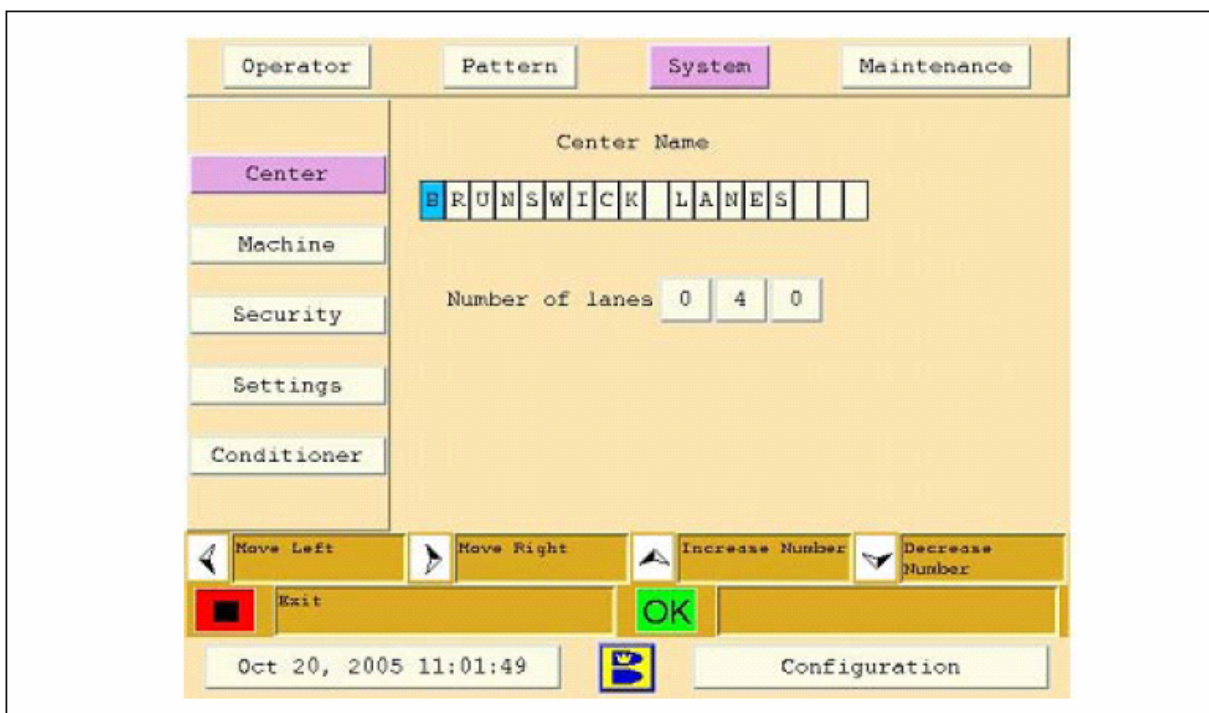 Operator Pattern System Maintenance
Center Name
Center
BRUNSWICK LANES
Machine
Number of lanes 0 4 0
Security
Settings
Conditioner
Move Left Move Right Increase Number Decrease
Number
Exit OK
Oct 20, 2005 11:01:49 Configuration